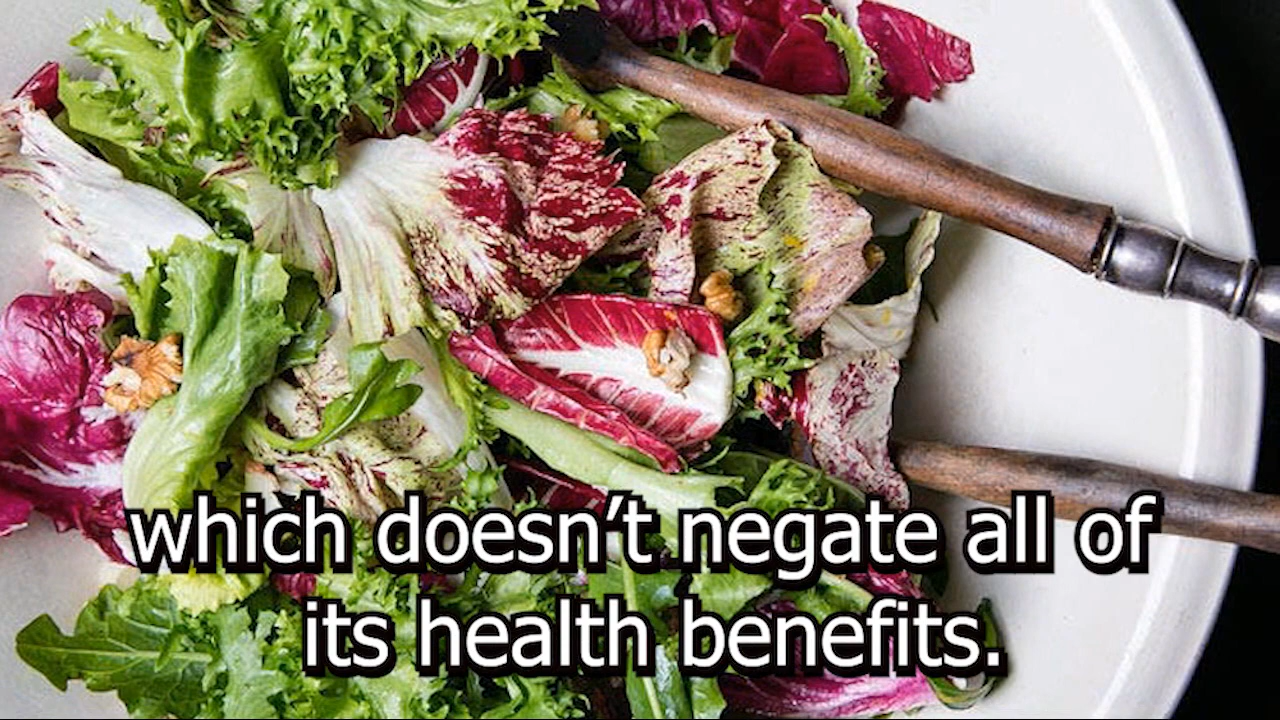 which doesn’t negate all of
its health benefits.